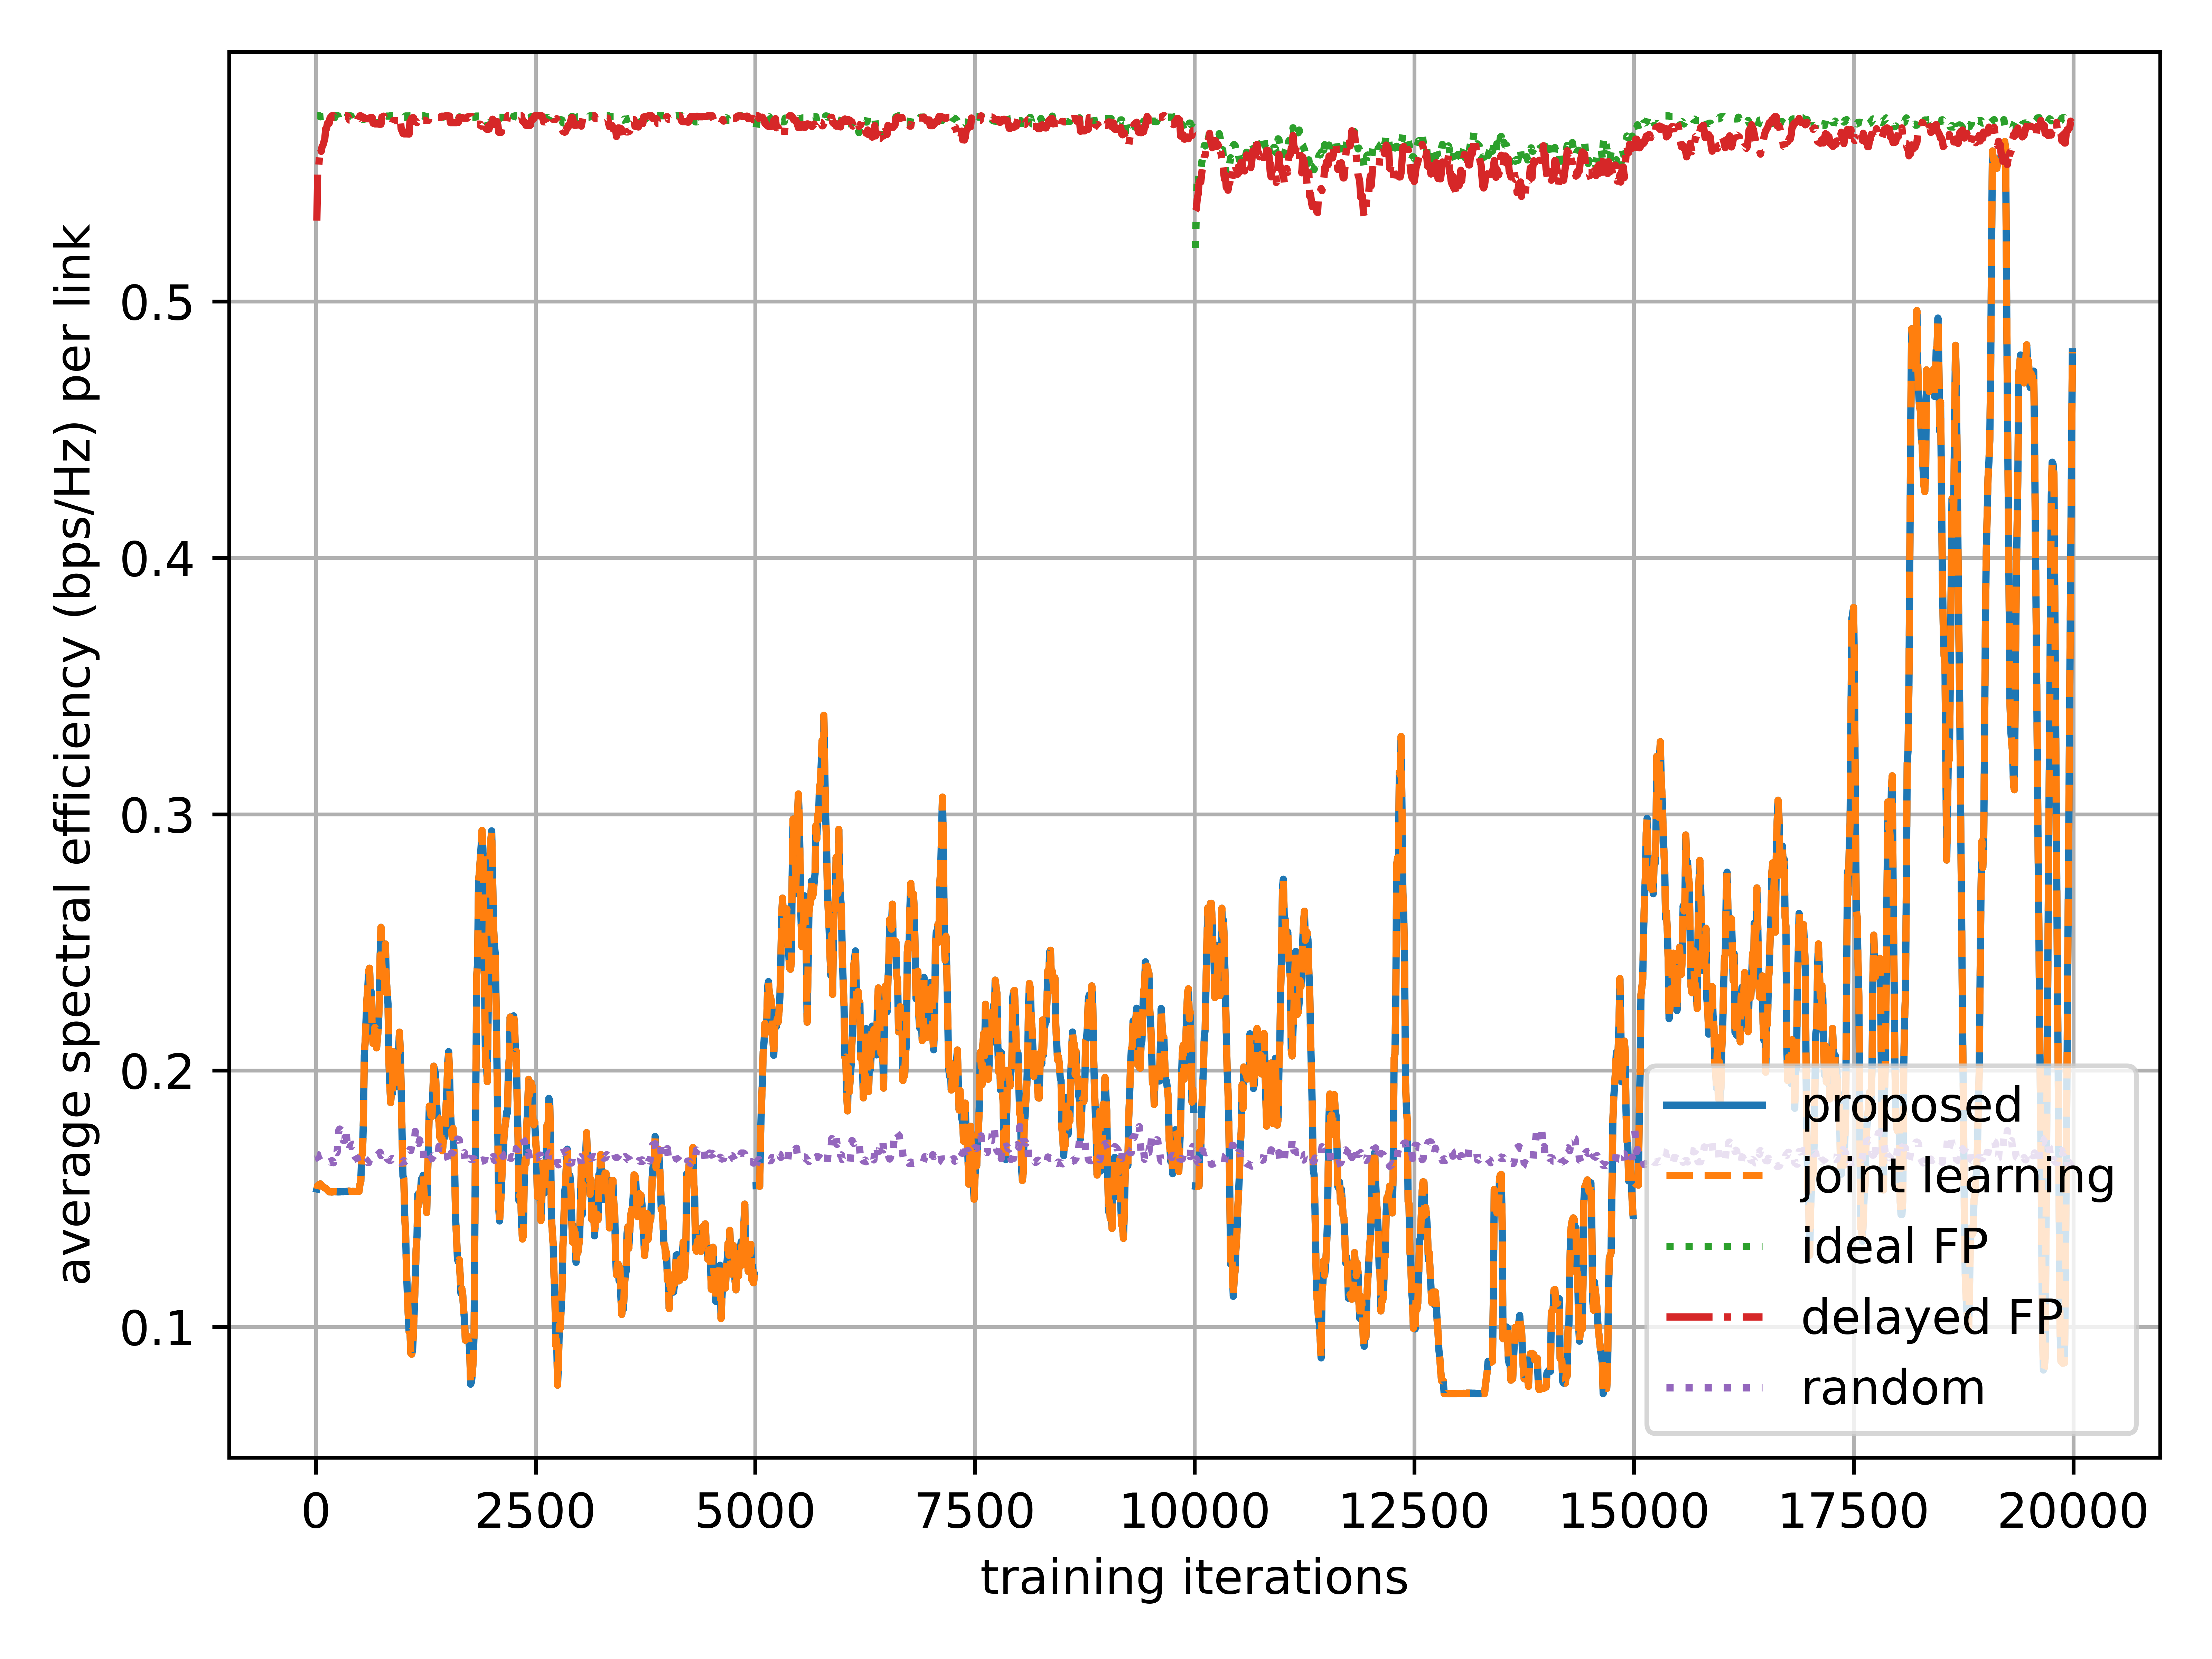 average spectral efficiency (bps/Hz) per link
0.5
0.4
0.3
0.2
0.1
0 2500 5000 7500 10000 12500 15000 17500 20000
training iterations
proposed
joint learning
ideal FP
delayed FP
random